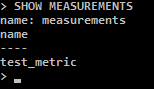 > SHOW MEASUREMENTS
name: measurements
name
----
test_metric
>